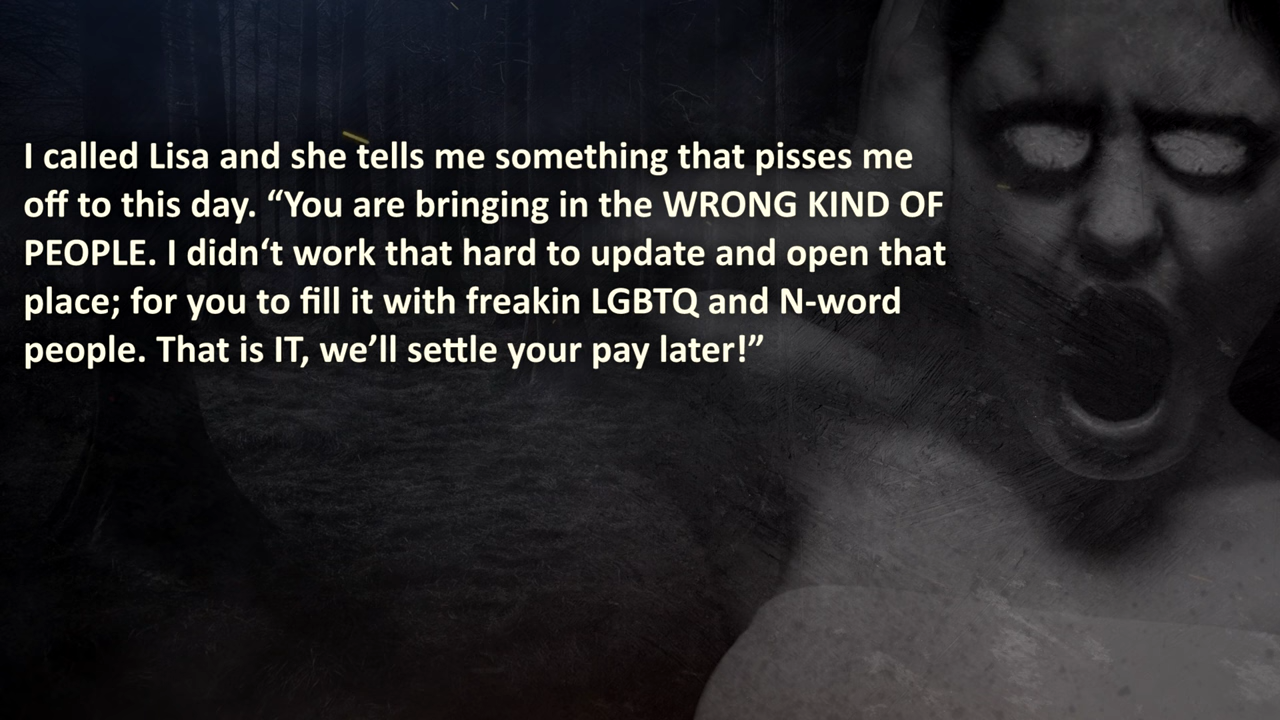 I called Lisa and she tells me something that pisses me
off to this day. “You are bringing in the WRONG KIND OF
PEOPLE. I didn‘t work that hard to update and open that
place; for you to fill it with freakin LGBTQ and N-word
people. That is IT, we’ll settle your pay later!”